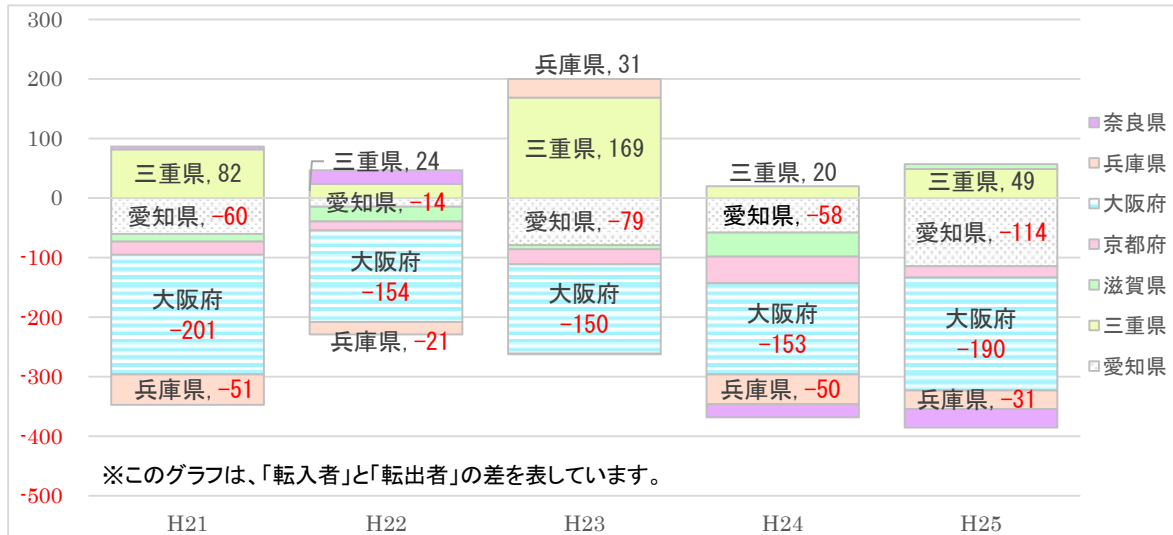 300
200
100
0
-100
-200
-300
-400
-500
三重県, 82
愛知県, -60
大阪府
-201
兵庫県, -51
三重県, 24
愛知県, -14
大阪府
-154
兵庫県, -21
兵庫県, 31
三重県, 169
愛知県, -79
大阪府
-150
三重県, 20
愛知県, -58
大阪府
-153
兵庫県, -50
三重県, 49
愛知県, -114
大阪府
-190
兵庫県, -31
※このグラフは、「転入者」と「転出者」の差を表しています。
H21
H22
H23
H24
H25
奈良県
兵庫県
大阪府
京都府
滋賀県
三重県
愛知県